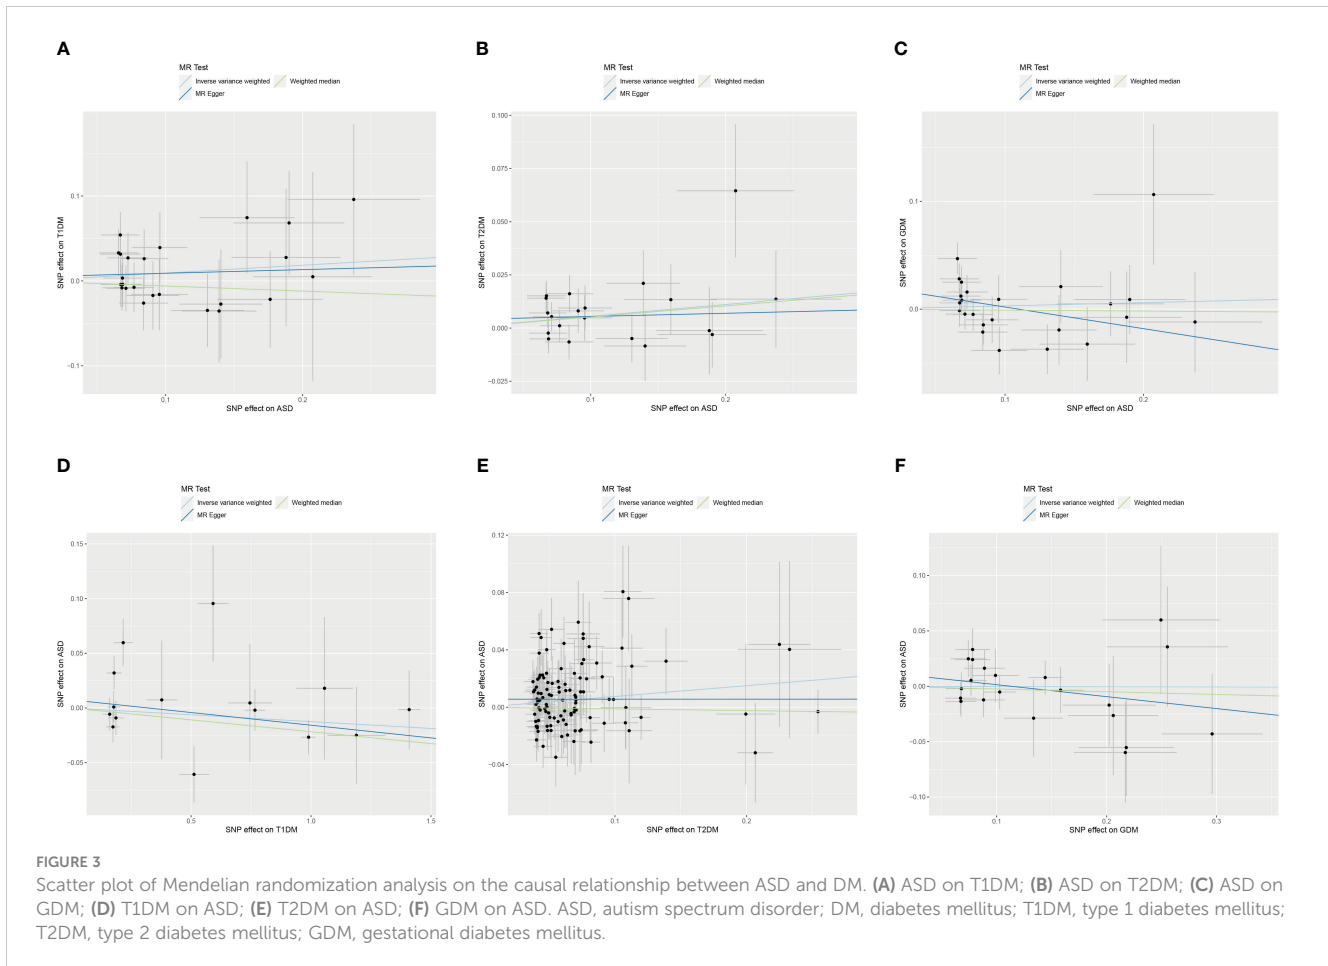 A
MR Test
Inverse variance weighted
Weighted median
MR Egger
SNP effect on T1DM
0.1
0.0
−0.1
0.1
0.2
SNP effect on ASD
B
MR Test
Inverse variance weighted
Weighted median
MR Egger
SNP effect on T2DM
0.100
0.075
0.050
0.025
0.000
−0.025
0.1
0.2
SNP effect on ASD
C
MR Test
Inverse variance weighted
Weighted median
MR Egger
SNP effect on GDM
0.1
0.0
0.1
0.2
SNP effect on ASD
D
MR Test
Inverse variance weighted
Weighted median
MR Egger
SNP effect on ASD
0.15
0.10
0.05
0.00
−0.05
0.5
1.0
1.5
SNP effect on T1DM
E
MR Test
Inverse variance weighted
Weighted median
MR Egger
SNP effect on ASD
0.12
0.08
0.04
0.00
−0.04
0.1
0.2
SNP effect on T2DM
F
MR Test
Inverse variance weighted
Weighted median
MR Egger
SNP effect on ASD
0.10
0.05
0.00
−0.05
−0.10
0.1
0.2
0.3
SNP effect on GDM
FIGURE 3
Scatter plot of Mendelian randomization analysis on the causal relationship between ASD and DM. (A) ASD on T1DM; (B) ASD on T2DM; (C) ASD on
GDM; (D) T1DM on ASD; (E) T2DM on ASD; (F) GDM on ASD. ASD, autism spectrum disorder; DM, diabetes mellitus; T1DM, type 1 diabetes mellitus;
T2DM, type 2 diabetes mellitus; GDM, gestational diabetes mellitus.